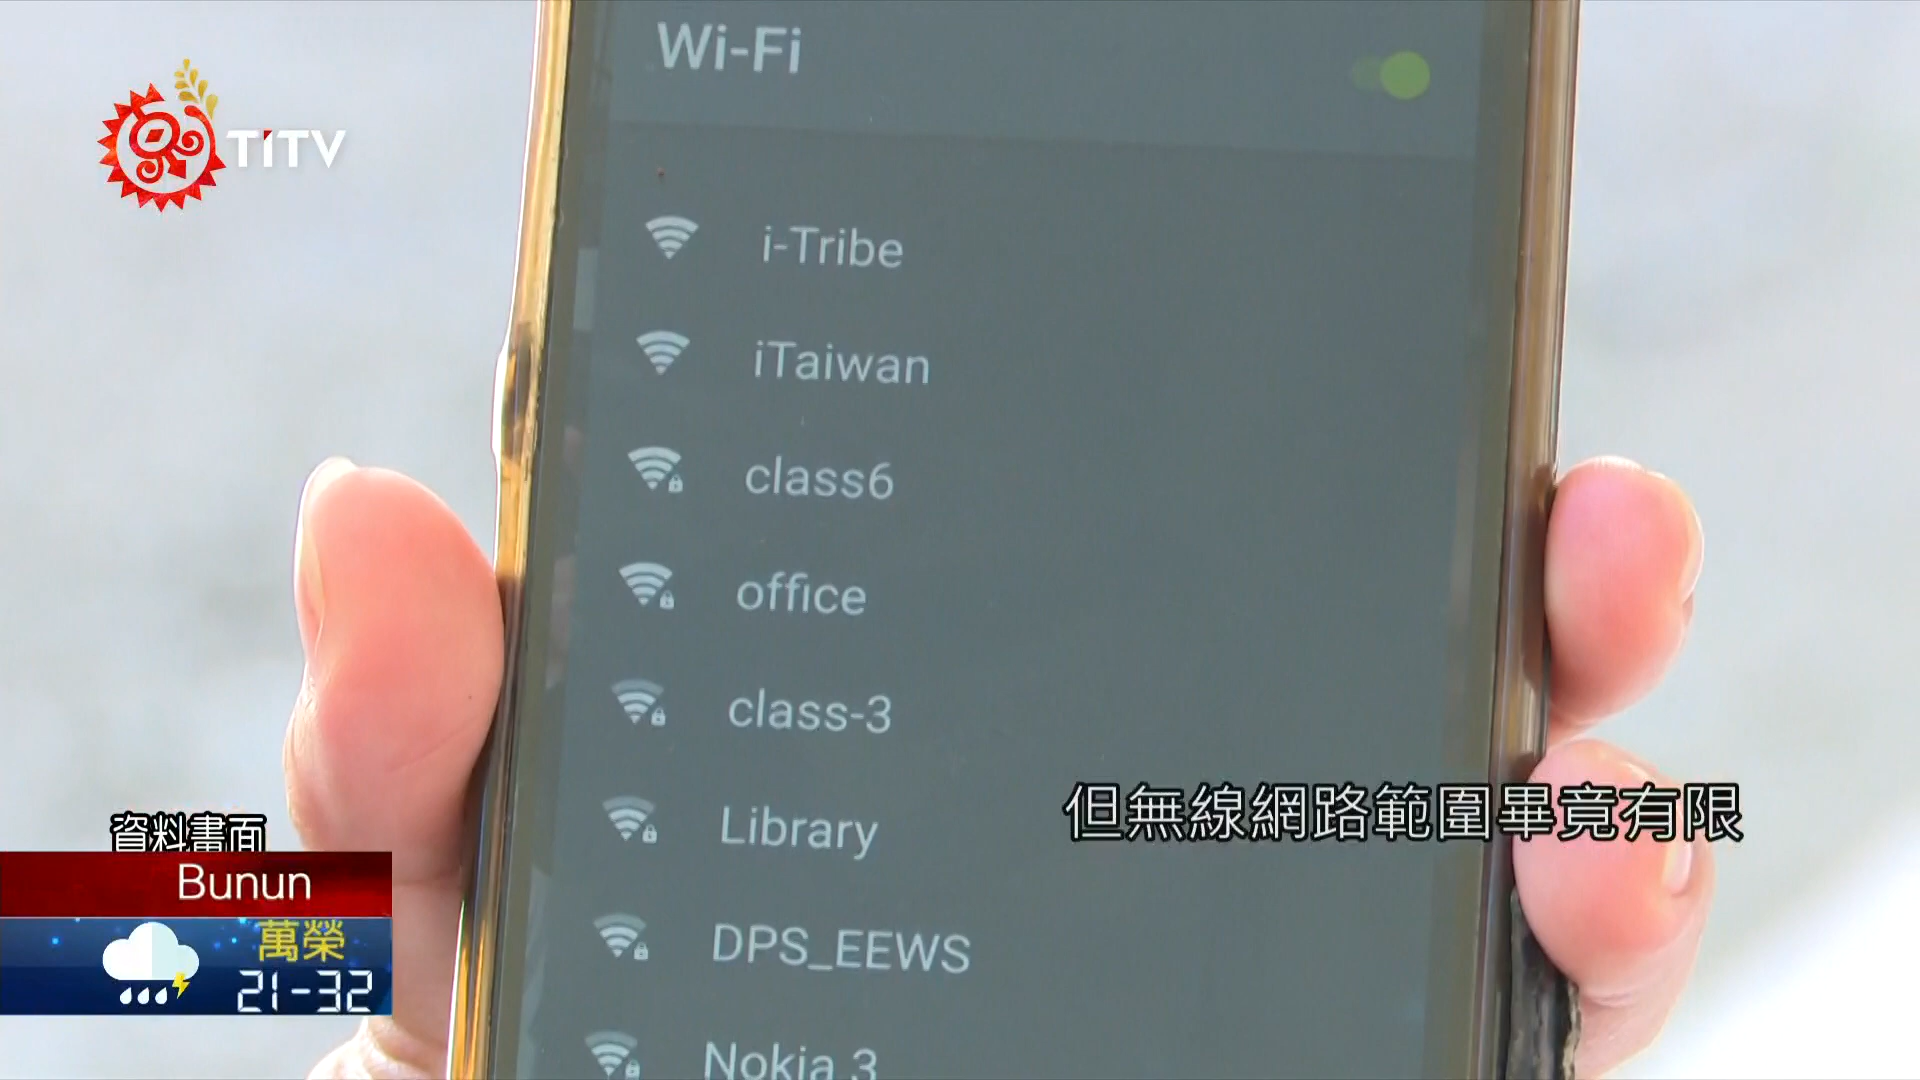 Wi-Fi
TiTV
i-Tribe
iTaiwan
class6
office
class-3
Library
DPS_EEWS
Nokia 3
但無線網路範圍畢竟有限
資料畫面
Bunun
萬榮
21-32